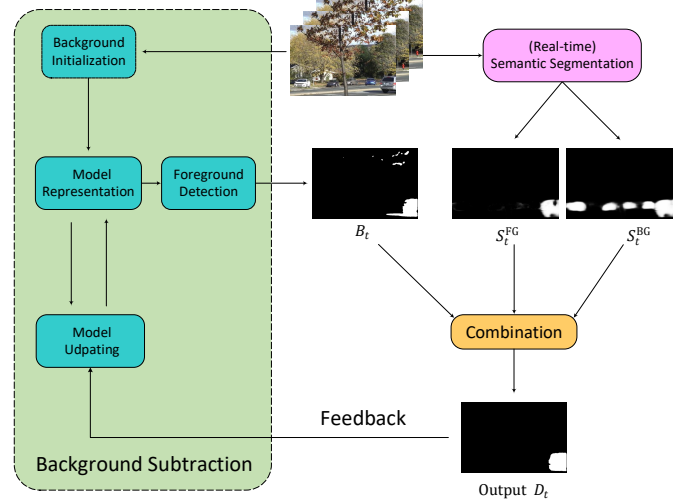 Background
Initialization
(Real-time)
Semantic Segmentation
Model
Representation
Foreground
Detection
B_t
S_t^FG
S_t^BG
Model
Udpating
Combination
Feedback
Background Subtraction
Output D_t